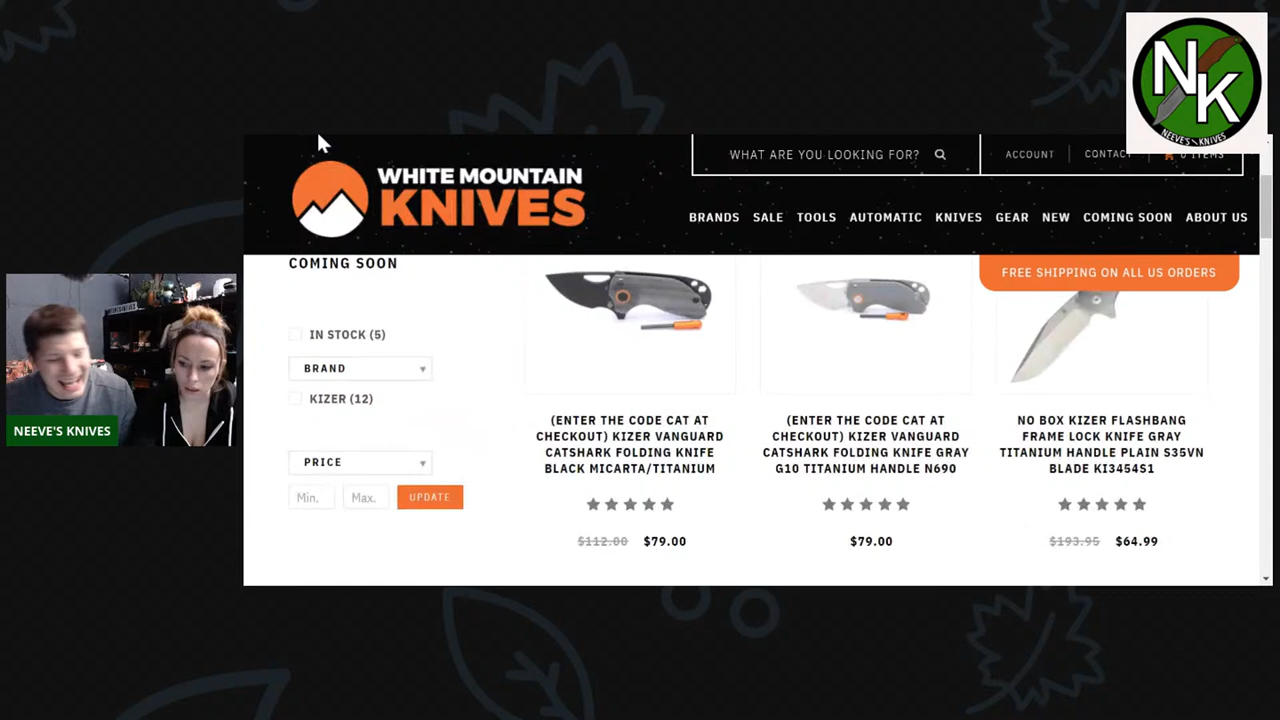 NK
NEEVE'S KNIVES
WHITE MOUNTAIN
KNIVES
WHAT ARE YOU LOOKING FOR?
ACCOUNT
CONTACT
0 ITEMS
BRANDS SALE TOOLS AUTOMATIC KNIVES GEAR NEW COMING SOON ABOUT US
FREE SHIPPING ON ALL US ORDERS
COMING SOON
IN STOCK (5)
BRAND
KIZER (12)
PRICE
Min. Max. UPDATE
(ENTER THE CODE CAT AT
CHECKOUT) KIZER VANGUARD
CATSHARK FOLDING KNIFE
BLACK MICARTA/TITANIUM
$112.00 $79.00
(ENTER THE CODE CAT AT
CHECKOUT) KIZER VANGUARD
CATSHARK FOLDING KNIFE GRAY
G10 TITANIUM HANDLE N690
$79.00
NO BOX KIZER FLASHBANG
FRAME LOCK KNIFE GRAY
TITANIUM HANDLE PLAIN S35VN
BLADE KI3454S1
$193.95 $64.99
NEEVE'S KNIVES